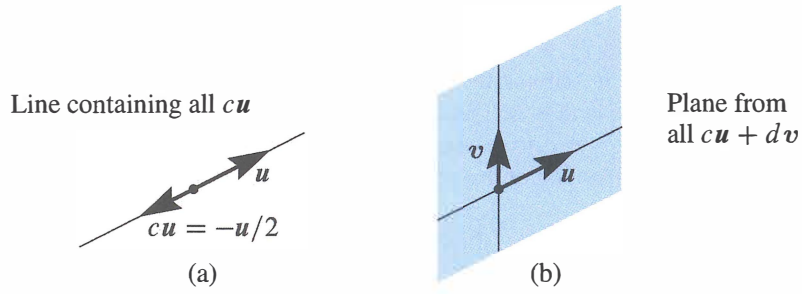 Line containing all cu
u
cu = −u/2
(a)
v
u
(b)
Plane from
all cu + dv